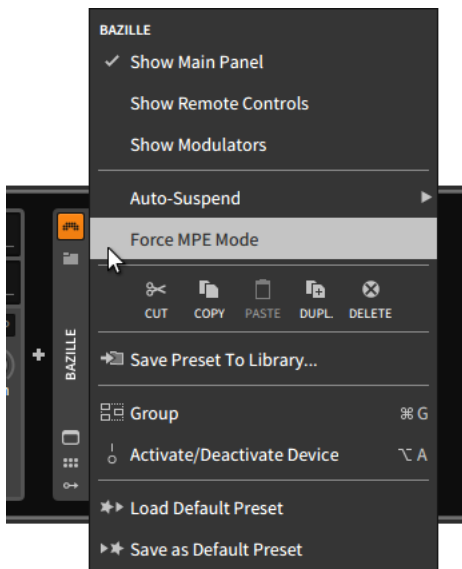 BAZILLE
✓ Show Main Panel
Show Remote Controls
Show Modulators
Auto-Suspend ▶
Force MPE Mode
CUT COPY PASTE DUPL. DELETE
Save Preset To Library...
Group ⌘ G
Activate/Deactivate Device ⌥ A
Load Default Preset
Save as Default Preset
BAZILLE